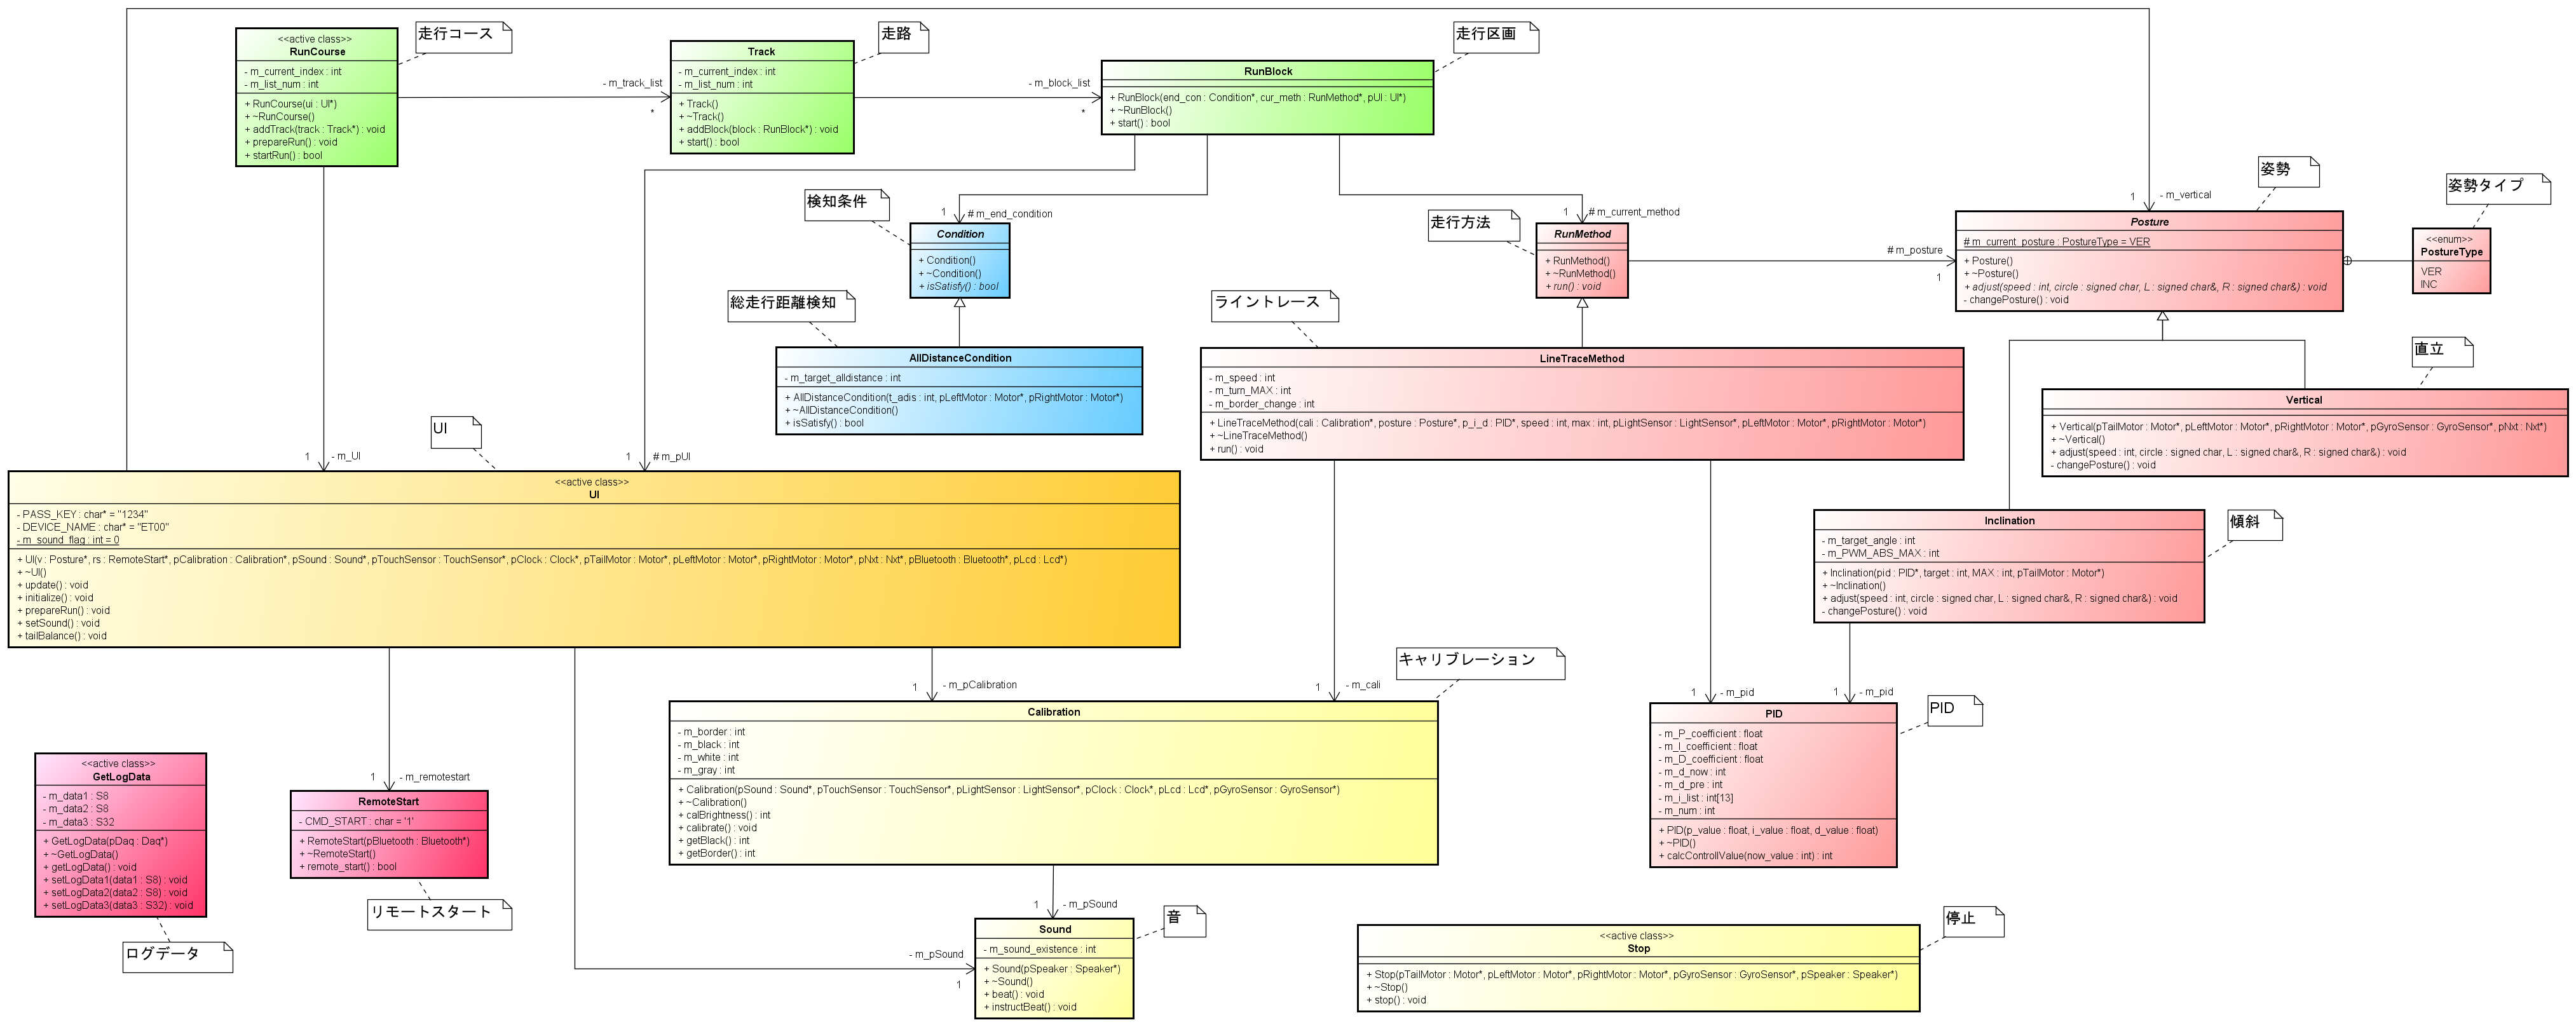 <<active class>>
RunCourse
- m_current_index : int
- m_list_num : int
+ RunCourse(ui : UI*)
+ ~RunCourse()
+ addTrack(track : Track*) : void
+ prepareRun() : void
+ startRun() : bool
走行コース
- m_track_list
*
Track
- m_current_index : int
- m_list_num : int
+ Track()
+ ~Track()
+ addBlock(block : RunBlock*) : void
+ start() : bool
走路
- m_block_list
*
RunBlock
+ RunBlock(end_con : Condition*, cur_meth : RunMethod*, pUI : UI*)
+ ~RunBlock()
+ start() : bool
走行区画
検知条件
1
# m_end_condition
Condition
+ Condition()
+ ~Condition()
+ isSatisfy() : bool
総走行距離検知
AllDistanceCondition
- m_target_alldistance : int
+ AllDistanceCondition(t_adis : int, pLeftMotor : Motor*, pRightMotor : Motor*)
+ ~AllDistanceCondition()
+ isSatisfy() : bool
走行方法
1
# m_current_method
RunMethod
+ RunMethod()
+ ~RunMethod()
+ run() : void
# m_posture
1
ライントレース
LineTraceMethod
- m_speed : int
- m_turn_MAX : int
- m_border_change : int
+ LineTraceMethod(cali : Calibration*, posture : Posture*, p_i_d : PID*, speed : int, max : int, pLightSensor : LightSensor*, pLeftMotor : Motor*, pRightMotor : Motor*)
+ ~LineTraceMethod()
+ run() : void
姿勢
1
- m_vertical
Posture
# m_current_posture : PostureType = VER
+ Posture()
+ ~Posture()
+ adjust(speed : int, circle : signed char, L : signed char&, R : signed char&) : void
- changePosture() : void
姿勢タイプ
<<enum>>
PostureType
VER
INC
直立
Vertical
+ Vertical(pTailMotor : Motor*, pLeftMotor : Motor*, pRightMotor : Motor*, pGyroSensor : GyroSensor*, pNxt : Nxt*)
+ ~Vertical()
+ adjust(speed : int, circle : signed char, L : signed char&, R : signed char&) : void
- changePosture() : void
傾斜
Inclination
- m_target_angle : int
- m_PWM_ABS_MAX : int
+ Inclination(pid : PID*, target : int, MAX : int, pTailMotor : Motor*)
+ ~Inclination()
+ adjust(speed : int, circle : signed char, L : signed char&, R : signed char&) : void
- changePosture() : void
UI
1
- m_UI
1
# m_pUI
<<active class>>
UI
- PASS_KEY : char* = "1234"
- DEVICE_NAME : char* = "ET00"
- m_sound_flag : int = 0
+ UI(v : Posture*, rs : RemoteStart*, pCalibration : Calibration*, pSound : Sound*, pTouchSensor : TouchSensor*, pClock : Clock*, pTailMotor : Motor*, pLeftMotor : Motor*, pRightMotor : Motor*, pNxt : Nxt*, pBluetooth : Bluetooth*, pLcd : Lcd*)
+ ~UI()
+ update() : void
+ initialize() : void
+ prepareRun() : void
+ setSound() : void
+ tailBalance() : void
<<active class>>
GetLogData
- m_data1 : S8
- m_data2 : S8
- m_data3 : S32
+ GetLogData(pDaq : Daq*)
+ ~GetLogData()
+ getLogData() : void
+ setLogData1(data1 : S8) : void
+ setLogData2(data2 : S8) : void
+ setLogData3(data3 : S32) : void
ログデータ
1
- m_remotestart
RemoteStart
- CMD_START : char = '1'
+ RemoteStart(pBluetooth : Bluetooth*)
+ ~RemoteStart()
+ remote_start() : bool
リモートスタート
1
- m_pCalibration
1
- m_cali
キャリブレーション
Calibration
- m_border : int
- m_black : int
- m_white : int
- m_gray : int
+ Calibration(pSound : Sound*, pTouchSensor : TouchSensor*, pLightSensor : LightSensor*, pClock : Clock*, pLcd : Lcd*, pGyroSensor : GyroSensor*)
+ ~Calibration()
+ calBrightness() : int
+ calibrate() : void
+ getBlack() : int
+ getBorder() : int
1
- m_pid
1
- m_pid
PID
PID
- m_P_coefficient : float
- m_I_coefficient : float
- m_D_coefficient : float
- m_d_now : int
- m_d_pre : int
- m_i_list : int[13]
- m_num : int
+ PID(p_value : float, i_value : float, d_value : float)
+ ~PID()
+ calcControllValue(now_value : int) : int
1
- m_pSound
- m_pSound
1
音
Sound
- m_sound_existence : int
+ Sound(pSpeaker : Speaker*)
+ ~Sound()
+ beat() : void
+ instructBeat() : void
停止
<<active class>>
Stop
+ Stop(pTailMotor : Motor*, pLeftMotor : Motor*, pRightMotor : Motor*, pGyroSensor : GyroSensor*, pSpeaker : Speaker*)
+ ~Stop()
+ stop() : void